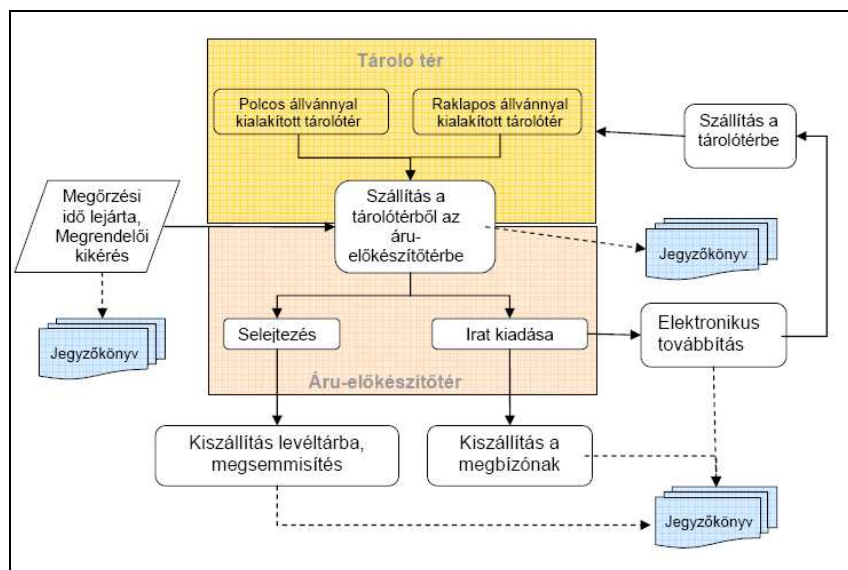 Tároló tér
Polcos állvánnyal
kialakított tárolótér
Raklapos állvánnyal
kialakított tárolótér
Szállítás a
tárolótérbe
Megőrzési
idő lejárta,
Megrendelői
kikérés
Szállítás a
tárolótérből az
áru-
előkészítőtérbe
Jegyzőkönyv
Jegyzőkönyv
Selejtezés
Irat kiadása
Elektronikus
továbbítás
Áru-előkészítőtér
Kiszállítás levéltárba,
megsemmisítés
Kiszállítás a
megbízónak
Jegyzőkönyv